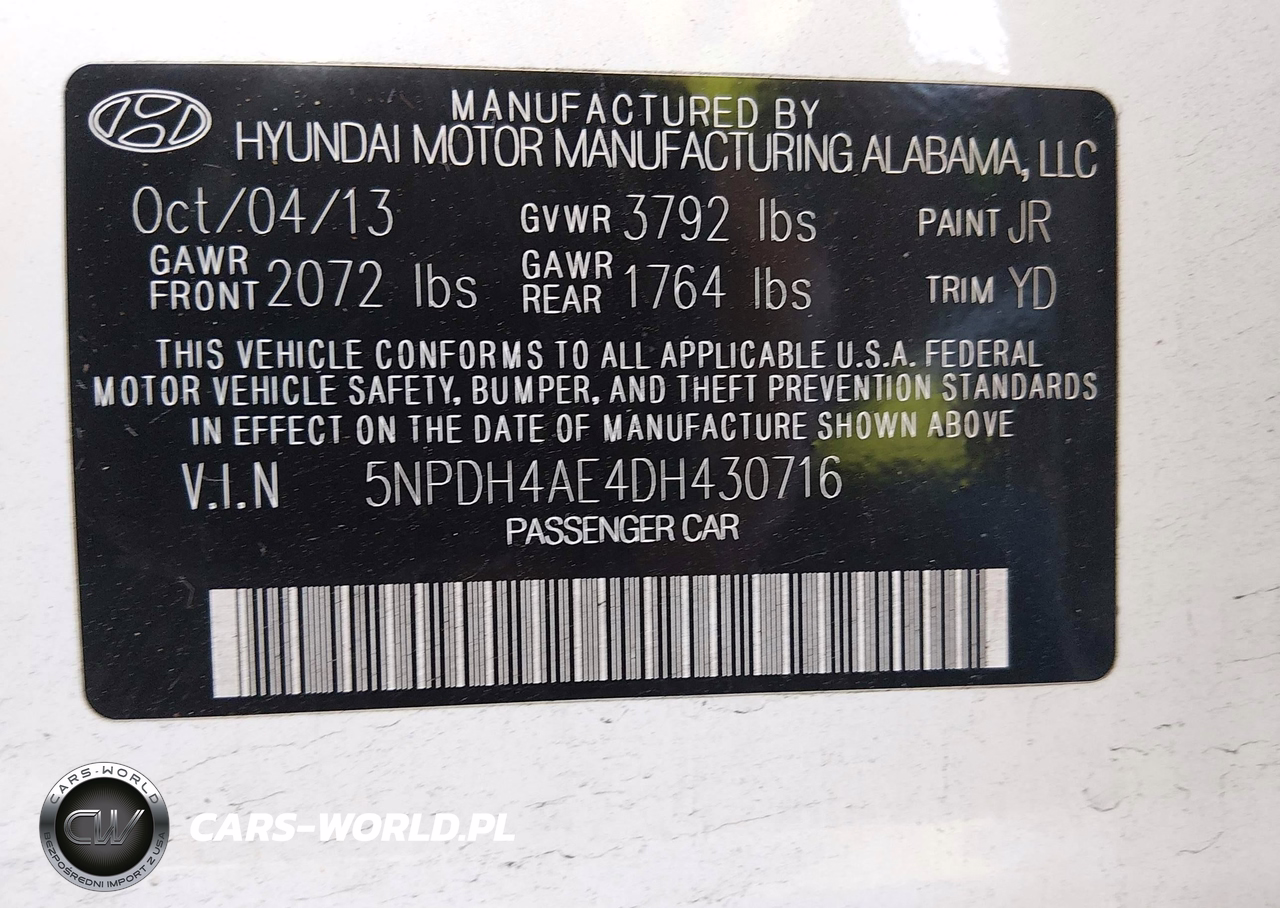 MANUFACTURED BY
HYUNDAI MOTOR MANUFACTURING ALABAMA, LLC
Oct/04/13 GVWR 3792 lbs PAINT JR
GAWR FRONT 2072 lbs GAWR REAR 1764 lbs TRIM YD
THIS VEHICLE CONFORMS TO ALL APPLICABLE U.S.A. FEDERAL
MOTOR VEHICLE SAFETY, BUMPER, AND THEFT PREVENTION STANDARDS
IN EFFECT ON THE DATE OF MANUFACTURE SHOWN ABOVE
V.I.N 5NPDH4AE4DH430716
PASSENGER CAR
CARS-WORLD
CW
BEZPOŚREDNI IMPORT Z USA
CARS-WORLD.PL